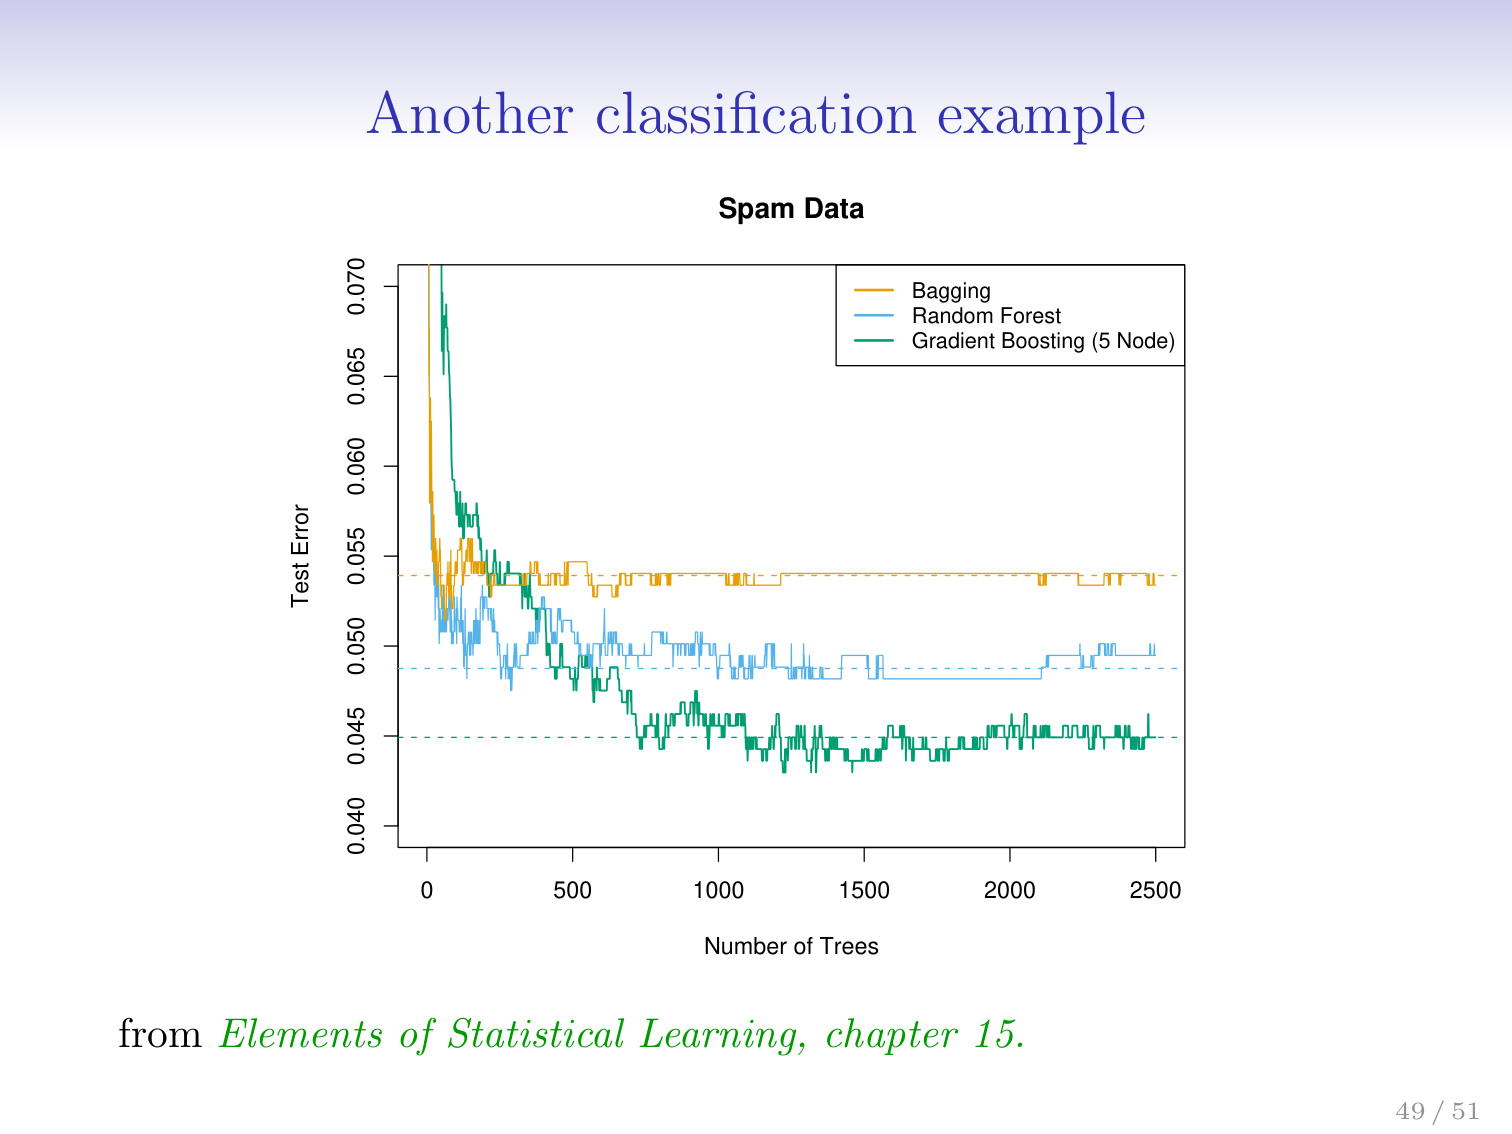 Another classification example
Spam Data
Bagging
Random Forest
Gradient Boosting (5 Node)
Test Error
0.070
0.065
0.060
0.055
0.050
0.045
0.040
0 500 1000 1500 2000 2500
Number of Trees
from Elements of Statistical Learning, chapter 15.
49 / 51